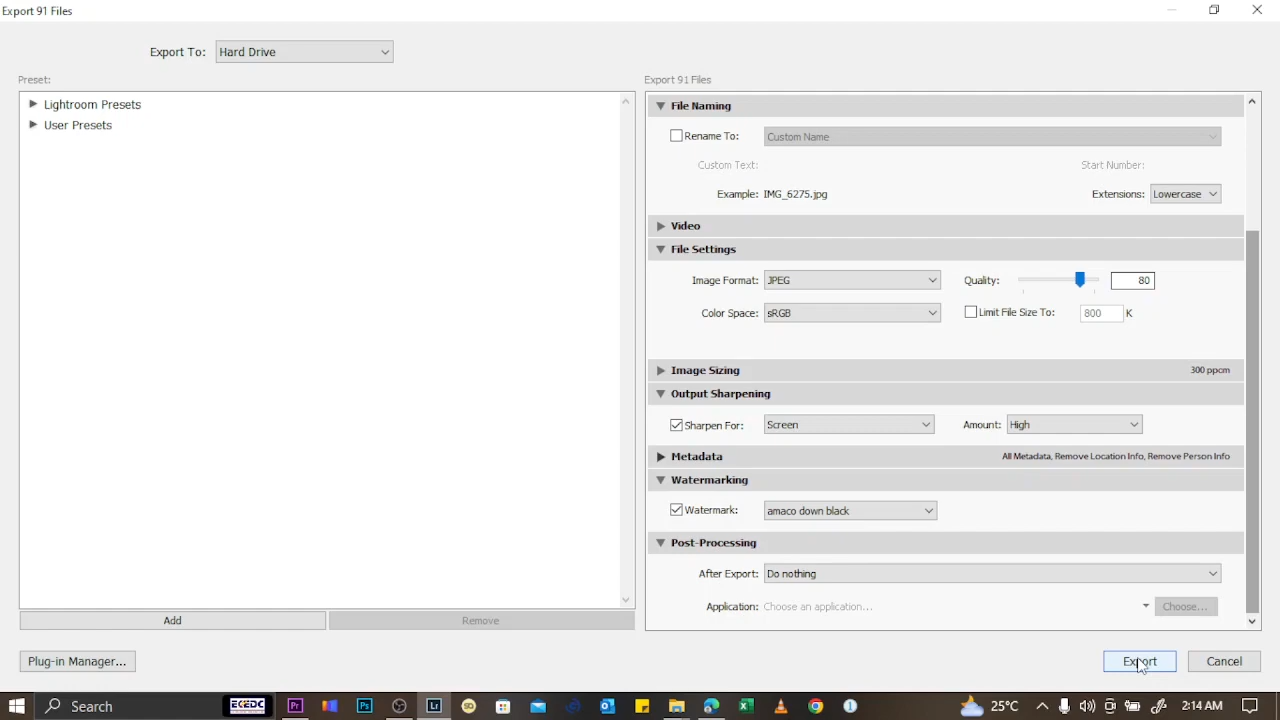 Export 91 Files
Export To: Hard Drive
Preset:
Lightroom Presets
User Presets
Add Remove
Export 91 Files
File Naming
Rename To: Custom Name
Custom Text: Start Number:
Example: IMG_6275.jpg Extensions: Lowercase
Video
File Settings
Image Format: JPEG Quality: 80
Color Space: sRGB Limit File Size To: 800 K
Image Sizing 300 ppcm
Output Sharpening
Sharpen For: Screen Amount: High
Metadata All Metadata, Remove Location Info, Remove Person Info
Watermarking
Watermark: amaco down black
Post-Processing
After Export: Do nothing
Application: Choose an application... Choose...
Plug-in Manager... Export Cancel
Search EKEDC Pr Ps Lr 25°C 2:14 AM